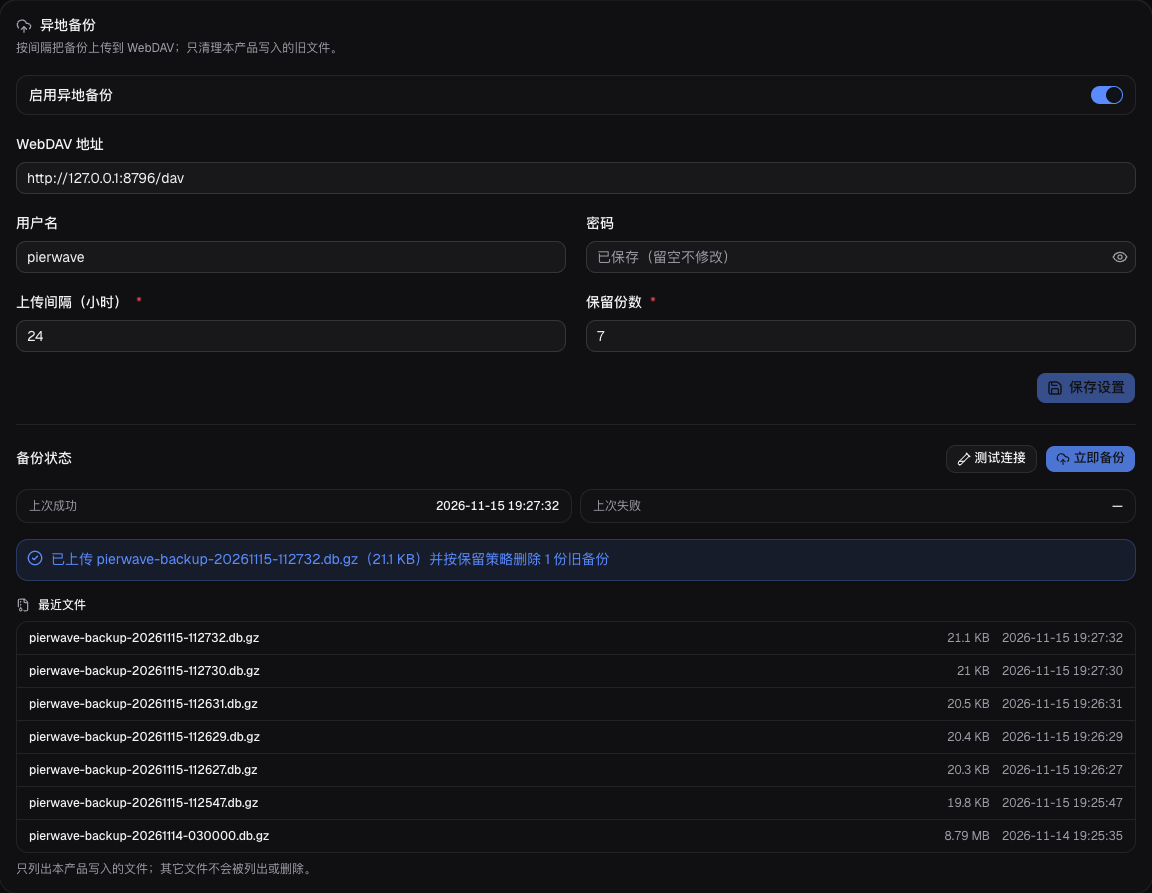 异地备份
按间隔把备份上传到 WebDAV；只清理本产品写入的旧文件。
启用异地备份
WebDAV 地址
http://127.0.0.1:8796/dav
用户名
密码
pierwave
已保存（留空不修改）
上传间隔（小时） *
保留份数 *
24
7
保存设置
备份状态
测试连接
立即备份
上次成功 2026-11-15 19:27:32
上次失败 —
已上传 pierwave-backup-20261115-112732.db.gz（21.1 KB）并按保留策略删除 1 份旧备份
最近文件
pierwave-backup-20261115-112732.db.gz 21.1 KB 2026-11-15 19:27:32
pierwave-backup-20261115-112730.db.gz 21 KB 2026-11-15 19:27:30
pierwave-backup-20261115-112631.db.gz 20.5 KB 2026-11-15 19:26:31
pierwave-backup-20261115-112629.db.gz 20.4 KB 2026-11-15 19:26:29
pierwave-backup-20261115-112627.db.gz 20.3 KB 2026-11-15 19:26:27
pierwave-backup-20261115-112547.db.gz 19.8 KB 2026-11-15 19:25:47
pierwave-backup-20261114-030000.db.gz 8.79 MB 2026-11-14 19:25:35
只列出本产品写入的文件；其它文件不会被列出或删除。